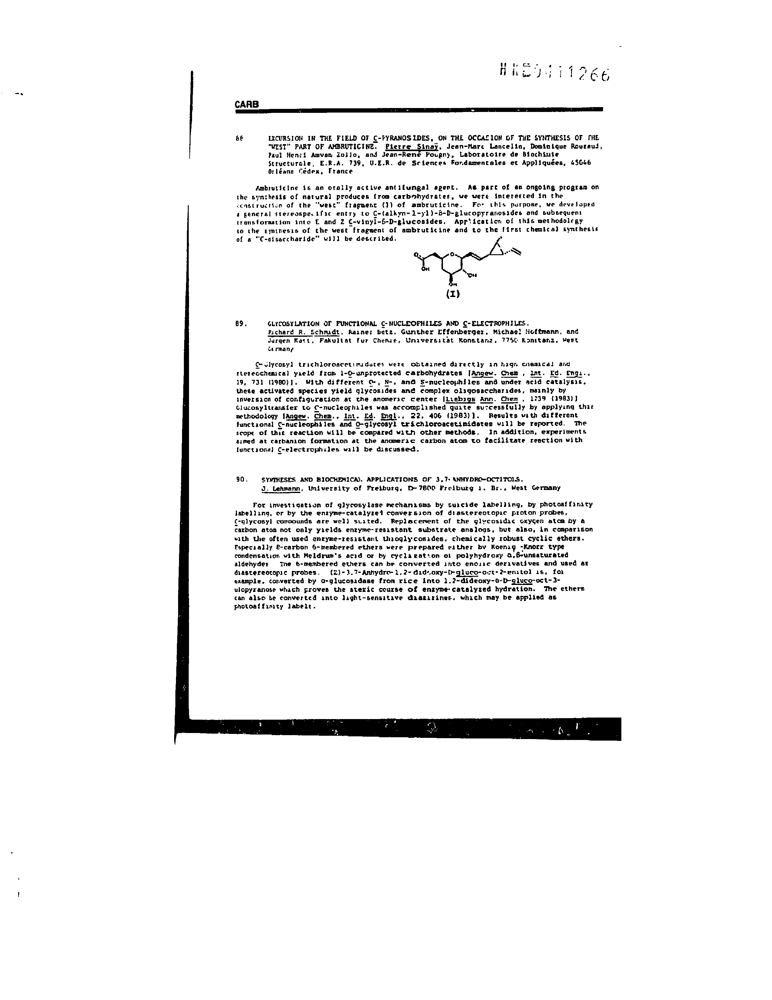 CARB
EXCURSION IN THE FIELD OF C-PYRANOSIDES, ON THE OCCASION OF THE SYNTHESIS OF THE
"WEST" PART OF AMBRUTICINE. Pierre Sinaÿ, Jean-Marc Lancelin, Dominique Rouzaud,
Paul Henri Amvam Zollo, and Jean-René Pougny, Laboratoire de Biochimie
Structurale, E.R.A. 739, U.E.R. de Sciences Fondamentales et Appliquées, 45046
Orléans Cédex, France
Ambruticine is an orally active antifungal agent. As part of an ongoing program on
the synthesis of natural produces from carbohydrates, we were interested in the
construction of the "west" fragment (1) of ambruticine. For this purpose, we developed
a general stereospecific entry to C-(alkyn-1-yl)-β-D-glucopyranosides and subsequent
transformation into E and Z C-vinyl-β-D-glucosides. Application of this methodology
to the synthesis of the west fragment of ambruticine and to the first chemical synthesis
of a "C-disaccharide" will be described.
O
OH
O
OH
OH
(I)
89. GLYCOSYLATION OF FUNCTIONAL C-NUCLEOPHILES AND C-ELECTROPHILES.
Richard R. Schmidt, Rainer Betz, Gunther Effenberger, Michael Hoffmann, and
Jurgen Kast, Fakultat fur Chemie, Universitat Konstanz, 7750 Konstanz, West
Germany
O-Glycosyl trichloroacetimidates were obtained directly in high chemical and
stereochemical yield from 1-O-unprotected carbohydrates [Angew. Chem., Int. Ed. Engl.,
19, 731 (1980)]. With different O-, N-, and S-nucleophiles and under acid catalysis,
these activated species yield glycosides and complex oligosaccharides, mainly by
inversion of configuration at the anomeric center [Liebigs Ann. Chem., 1739 (1983)]
Glucosyltransfer to C-nucleophiles was accomplished quite successfully by applying this
methodology [Angew. Chem., Int. Ed. Engl., 22, 406 (1983)]. Results with different
functional C-nucleophiles and O-glycosyl trichloroacetimidates will be reported. The
scope of this reaction will be compared with other methods. In addition, experiments
aimed at carbanion formation at the anomeric carbon atom to facilitate reaction with
functional C-electrophiles will be discussed.
90. SYNTHESES AND BIOCHEMICAL APPLICATIONS OF 3,7-ANHYDRO-OCTITOLS.
J. Lehmann, University of Freiburg, D-7800 Freiburg i. Br., West Germany
For investigation of glycosylase mechanisms by suicide labelling, by photoaffinity
labelling, or by the enzyme-catalyzed conversion of diastereotopic proton probes,
C-glycosyl compounds are well suited. Replacement of the glycosidic oxygen atom by a
carbon atom not only yields enzyme-resistant substrate analogs, but also, in comparison
with the often used enzyme-resistant thioglycosides, chemically robust cyclic ethers.
Especially 8-carbon 6-membered ethers were prepared either by Koenig-Knorr type
condensation with Meldrum's acid or by cyclization of polyhydroxy α,β-unsaturated
aldehydes The 6-membered ethers can be converted into enolic derivatives and used as
diastereotopic probes. (Z)-3,7-Anhydro-1,2-dideoxy-D-gluco-oct-2-enitol is, for
example, converted by α-glucosidase from rice into 1,2-dideoxy-α-D-gluco-oct-3-
ulopyranose which proves the steric course of enzyme-catalyzed hydration. The ethers
can also be converted into light-sensitive diazirines, which may be applied as
photoaffinity labels.